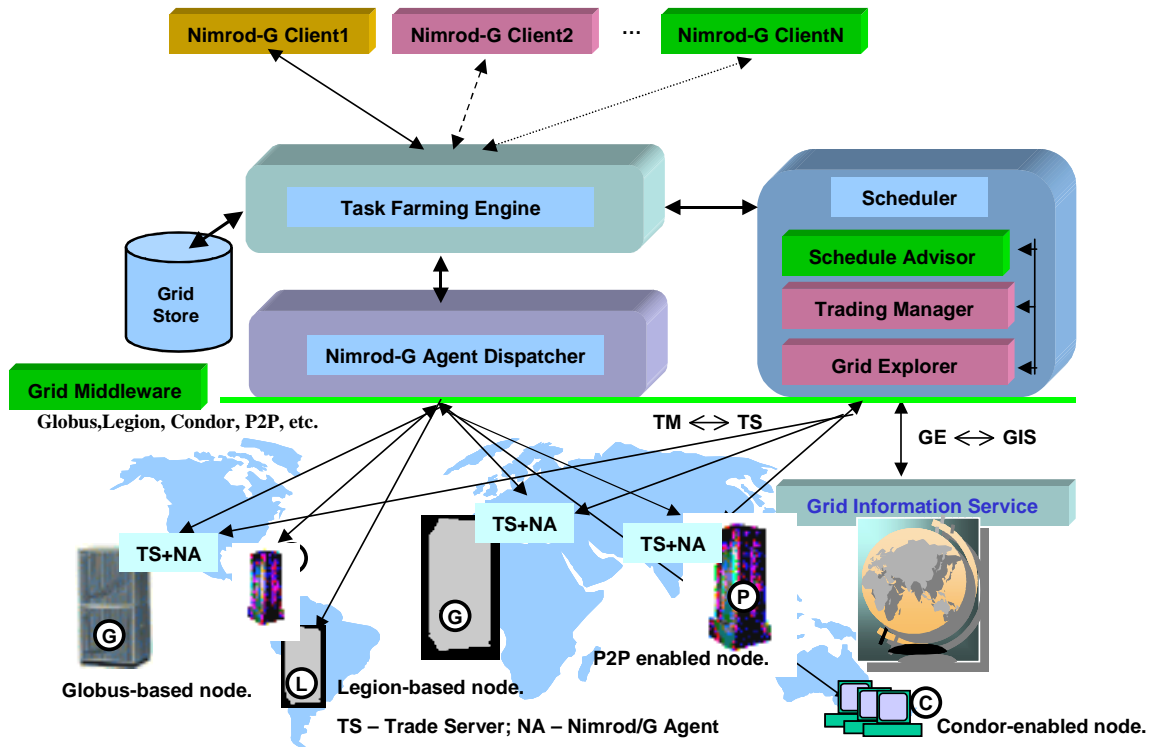 Nimrod-G Client1
Nimrod-G Client2
...
Nimrod-G ClientN
Task Farming Engine
Scheduler
Schedule Advisor
Trading Manager
Grid Explorer
Grid
Store
Nimrod-G Agent Dispatcher
Grid Middleware
Globus,Legion, Condor, P2P, etc.
TM TS
GE GIS
Grid Information Service
TS+NA
TS+NA
TS+NA
G
G
P
L
C
Globus-based node.
Legion-based node.
P2P enabled node.
Condor-enabled node.
TS – Trade Server; NA – Nimrod/G Agent